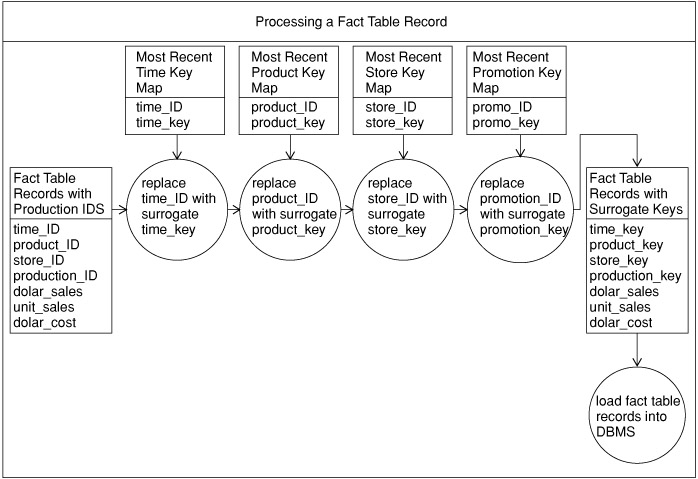 Processing a Fact Table Record
Most Recent
Time Key
Map
time_ID
time_key
Most Recent
Product Key
Map
product_ID
product_key
Most Recent
Store Key
Map
store_ID
store_key
Most Recent
Promotion Key
Map
promo_ID
promo_key
Fact Table
Records with
Production IDS
time_ID
product_ID
store_ID
production_ID
dolar_sales
unit_sales
dolar_cost
replace
time_ID with
surrogate
time_key
replace
product_ID
with surrogate
product_key
replace
store_ID with
surrogate
store_key
replace
promotion_ID
with surrogate
promotion_key
Fact Table
Records with
Surrogate Keys
time_key
product_key
store_key
production_key
dolar_sales
unit_sales
dolar_cost
load fact table
records into
DBMS